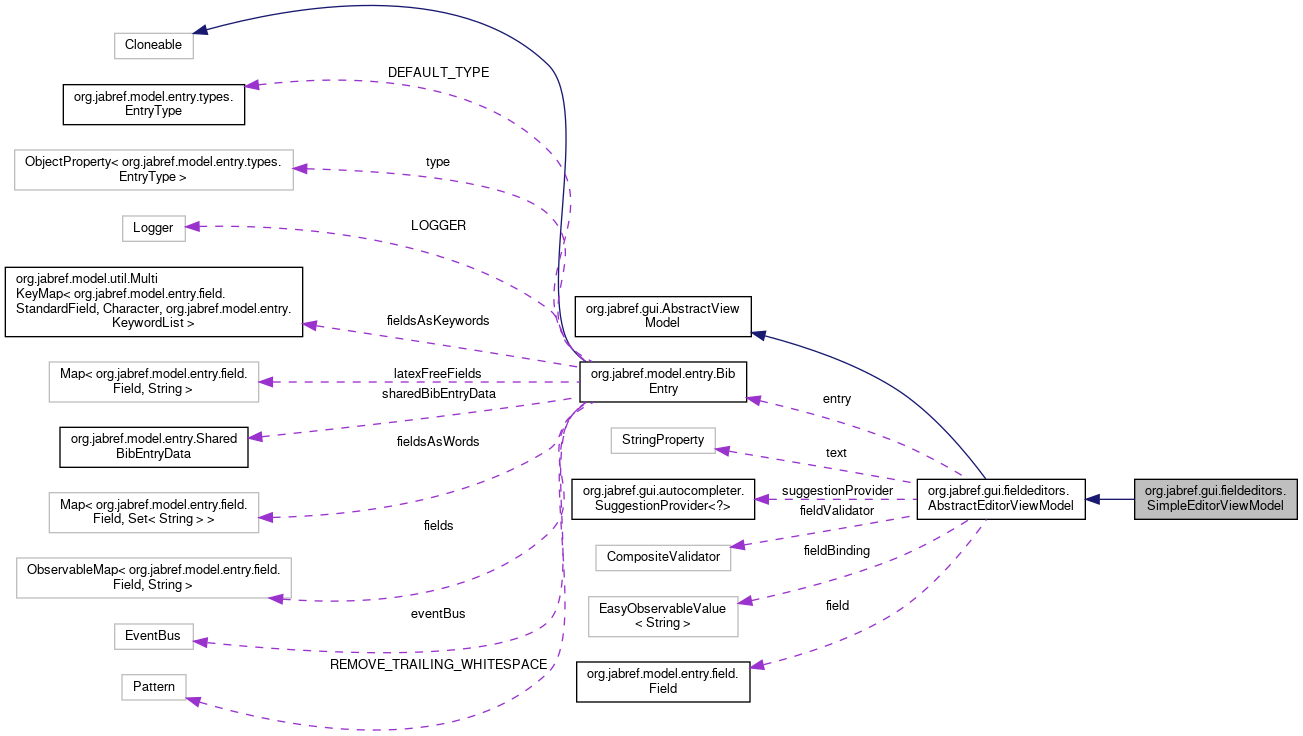 Cloneable
DEFAULT_TYPE
org.jabref.model.entry.types.
EntryType
type
ObjectProperty< org.jabref.model.entry.types.
EntryType >
LOGGER
Logger
org.jabref.model.util.Multi
KeyMap< org.jabref.model.entry.field.
StandardField, Character, org.jabref.model.entry.
KeywordList >
fieldsAsKeywords
latexFreeFields
Map< org.jabref.model.entry.field.
Field, String >
sharedBibEntryData
org.jabref.model.entry.Shared
BibEntryData
fieldsAsWords
Map< org.jabref.model.entry.field.
Field, Set< String > >
fields
ObservableMap< org.jabref.model.entry.field.
Field, String >
eventBus
EventBus
REMOVE_TRAILING_WHITESPACE
Pattern
org.jabref.gui.AbstractView
Model
org.jabref.model.entry.Bib
Entry
entry
StringProperty
text
org.jabref.gui.autocompleter.
SuggestionProvider<?>
suggestionProvider
fieldValidator
CompositeValidator
fieldBinding
EasyObservableValue
< String >
field
org.jabref.model.entry.field.
Field
org.jabref.gui.fieldeditors.
AbstractEditorViewModel
org.jabref.gui.fieldeditors.
SimpleEditorViewModel